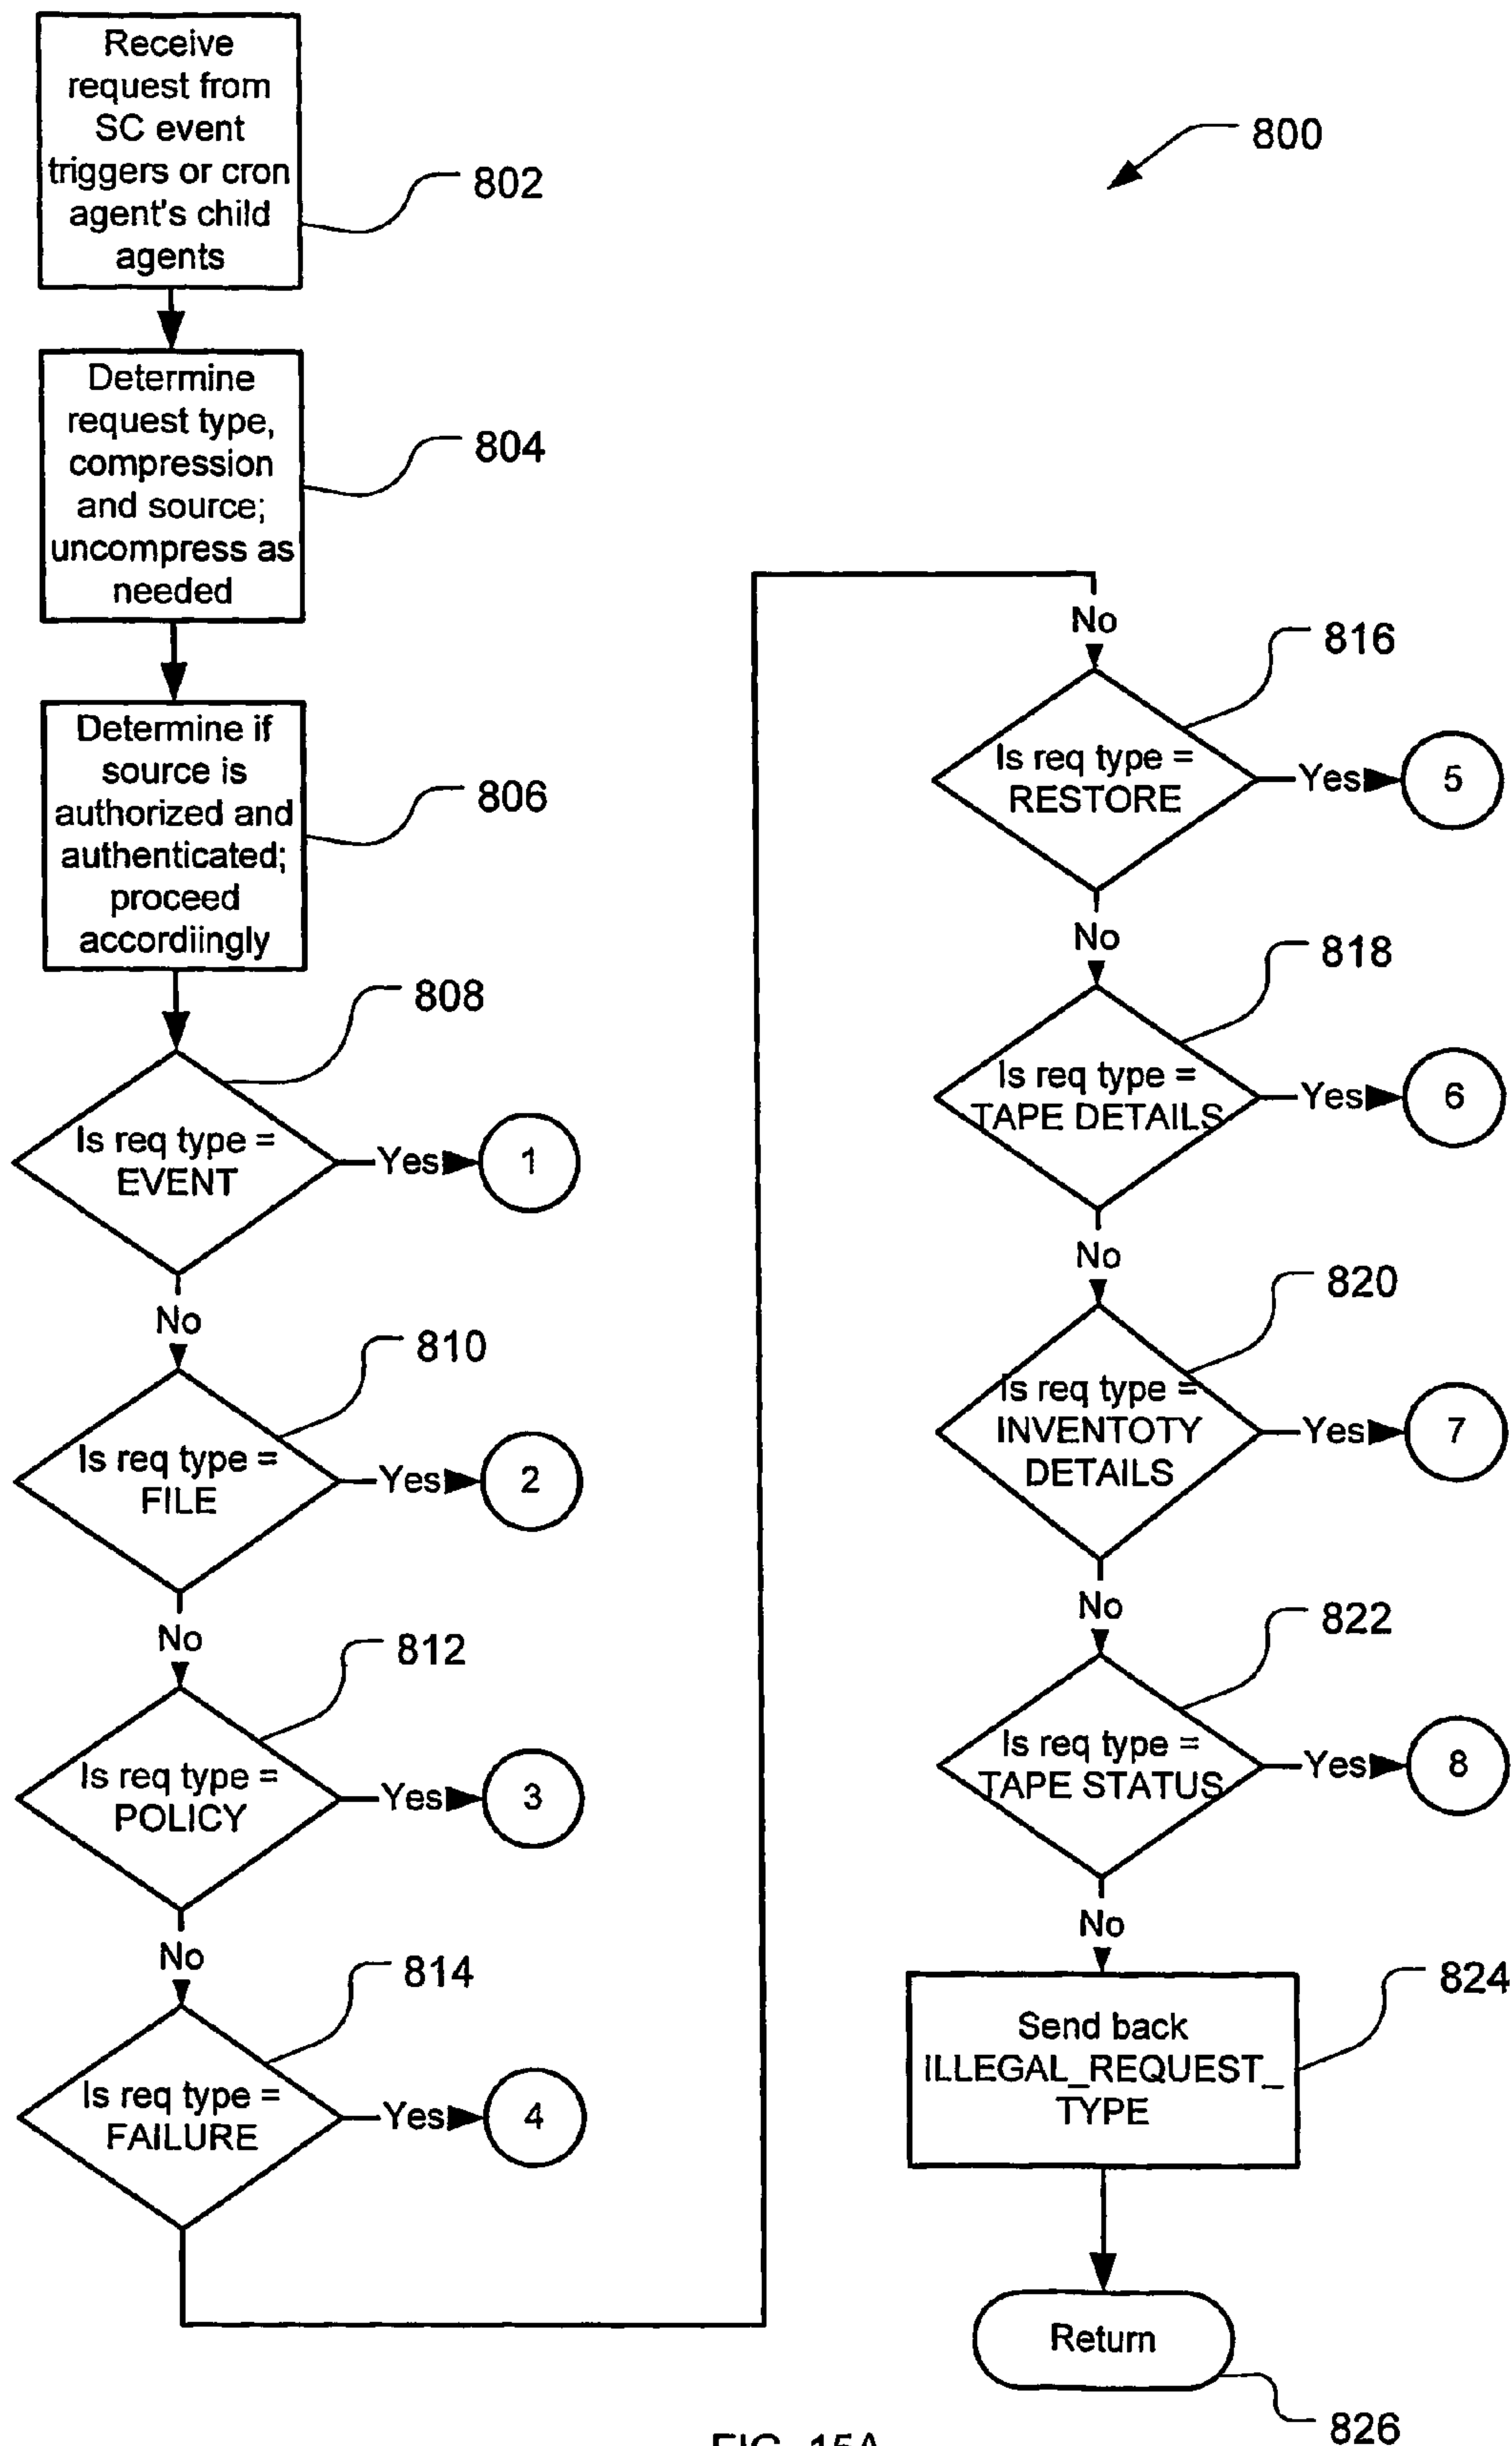 Receive
request from
SC event
triggers or cron
agent's child
agents
802
800
Determine
request type,
compression
and source;
uncompress as
needed
804
Determine if
source is
authorized and
authenticated;
proceed
accordiingly
806
808
Is req type =
EVENT
Yes
1
No
810
Is req type =
FILE
Yes
2
No
812
Is req type =
POLICY
Yes
3
No
814
Is req type =
FAILURE
Yes
4
No
816
Is req type =
RESTORE
Yes
5
No
818
Is req type =
TAPE DETAILS
Yes
6
No
820
Is req type =
INVENTOTY
DETAILS
Yes
7
No
822
Is req type =
TAPE STATUS
Yes
8
No
824
Send back
ILLEGAL_REQUEST_
TYPE
Return
826
FIG. 15A